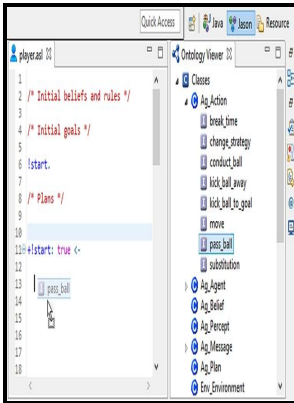 Quick Access
Java
Jason
Resource
player.asl
1
2 /* Initial beliefs and rules */
3
4 /* Initial goals */
5
6 !start.
7
8 /* Plans */
9
10
11 +!start: true <-
12
13
14
15
16
17
18
pass_ball
Ontology Viewer
Classes
Ag_Action
break_time
change_strategy
conduct_ball
kick_ball_away
kick_ball_to_goal
move
pass_ball
substitution
Ag_Agent
Ag_Belief
Ag_Percept
Ag_Message
Ag_Plan
Env_Environment